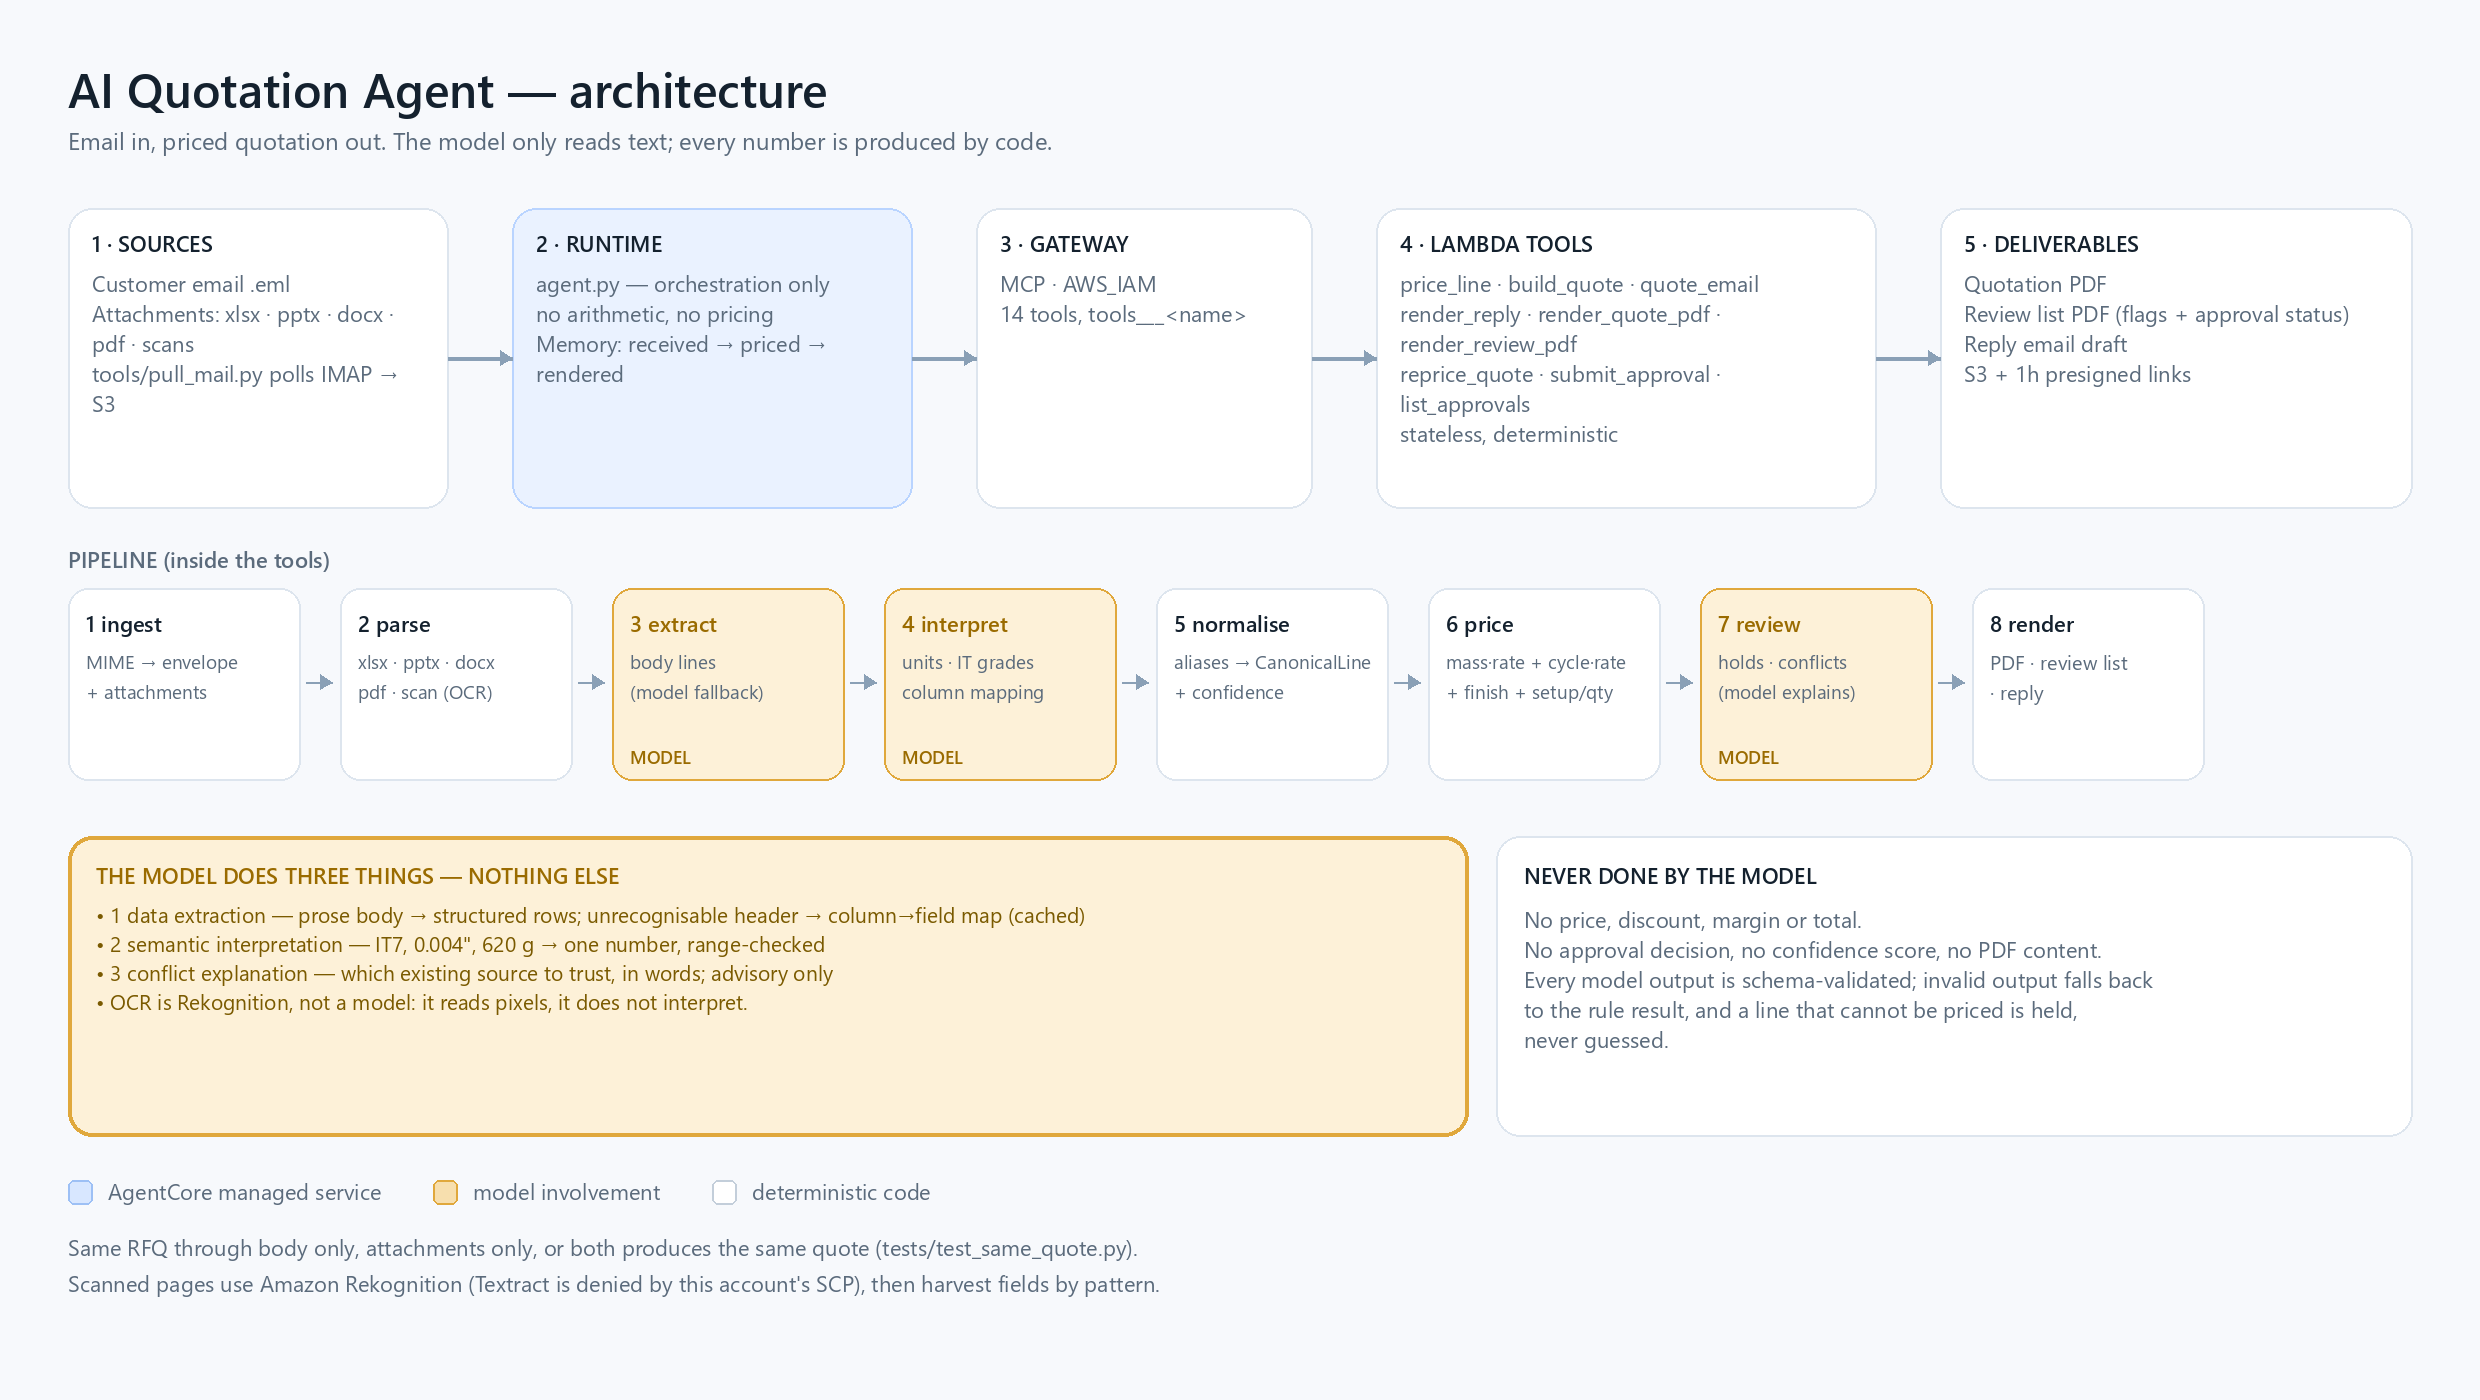 AI Quotation Agent — architecture
Email in, priced quotation out. The model only reads text; every number is produced by code.
1 · SOURCES
Customer email .eml
Attachments: xlsx · pptx · docx ·
pdf · scans
tools/pull_mail.py polls IMAP →
S3
2 · RUNTIME
agent.py — orchestration only
no arithmetic, no pricing
Memory: received → priced →
rendered
3 · GATEWAY
MCP · AWS_IAM
14 tools, tools___<name>
4 · LAMBDA TOOLS
price_line · build_quote · quote_email
render_reply · render_quote_pdf ·
render_review_pdf
reprice_quote · submit_approval ·
list_approvals
stateless, deterministic
5 · DELIVERABLES
Quotation PDF
Review list PDF (flags + approval status)
Reply email draft
S3 + 1h presigned links
PIPELINE (inside the tools)
1 ingest
MIME → envelope
+ attachments
2 parse
xlsx · pptx · docx
pdf · scan (OCR)
3 extract
body lines
(model fallback)
MODEL
4 interpret
units · IT grades
column mapping
MODEL
5 normalise
aliases → CanonicalLine
+ confidence
6 price
mass·rate + cycle·rate
+ finish + setup/qty
7 review
holds · conflicts
(model explains)
MODEL
8 render
PDF · review list
· reply
THE MODEL DOES THREE THINGS — NOTHING ELSE
• 1 data extraction — prose body → structured rows; unrecognisable header → column→field map (cached)
• 2 semantic interpretation — IT7, 0.004", 620 g → one number, range-checked
• 3 conflict explanation — which existing source to trust, in words; advisory only
• OCR is Rekognition, not a model: it reads pixels, it does not interpret.
NEVER DONE BY THE MODEL
No price, discount, margin or total.
No approval decision, no confidence score, no PDF content.
Every model output is schema-validated; invalid output falls back
to the rule result, and a line that cannot be priced is held,
never guessed.
AgentCore managed service
model involvement
deterministic code
Same RFQ through body only, attachments only, or both produces the same quote (tests/test_same_quote.py).
Scanned pages use Amazon Rekognition (Textract is denied by this account's SCP), then harvest fields by pattern.